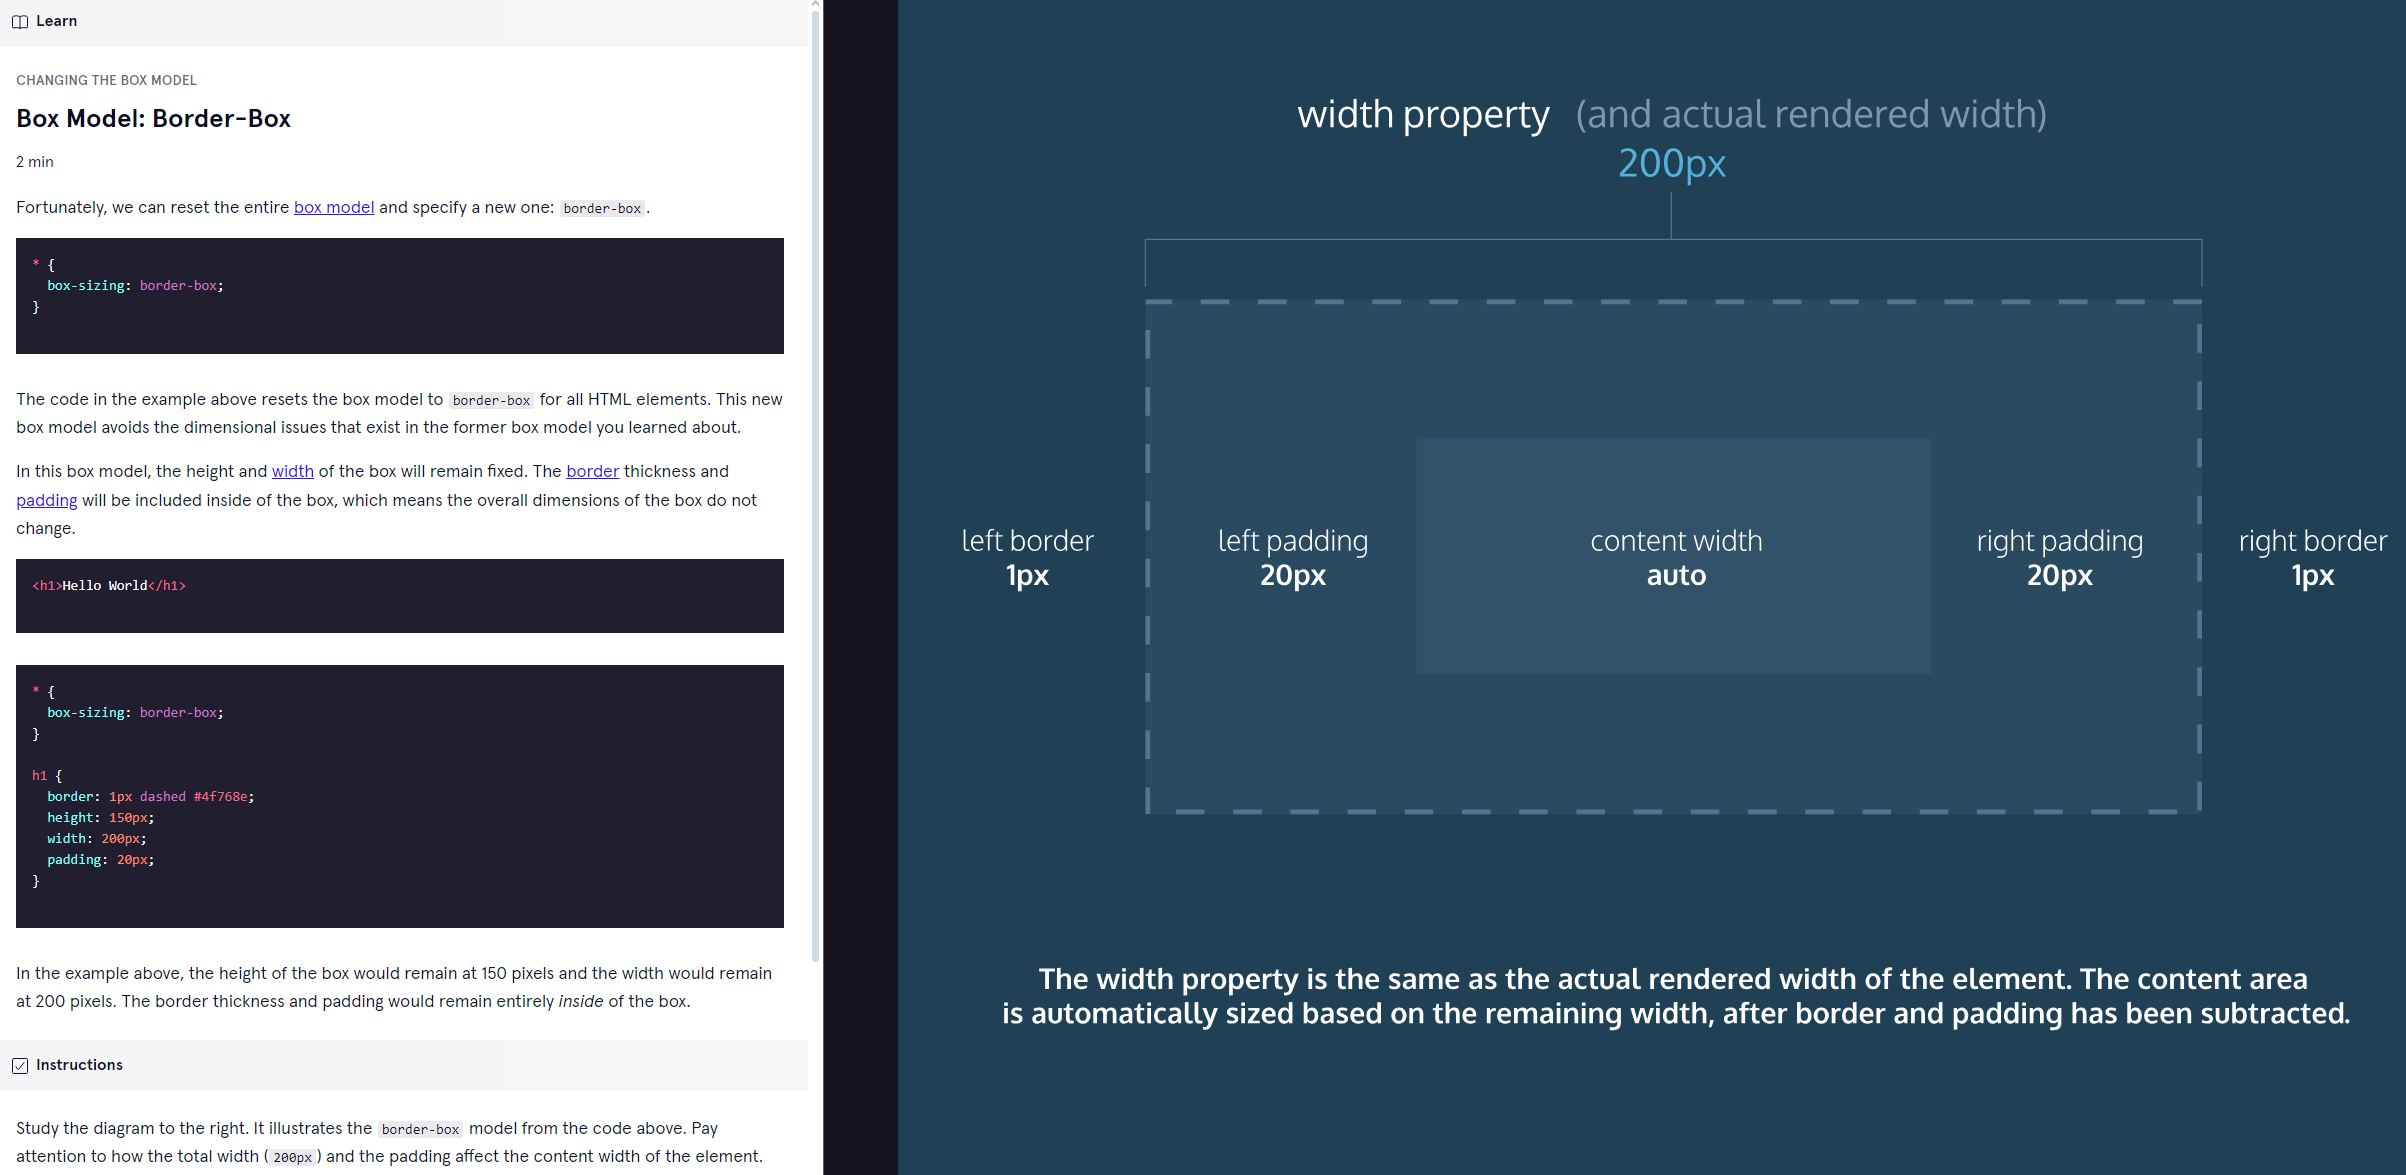 Learn
CHANGING THE BOX MODEL
Box Model: Border-Box
2 min
Fortunately, we can reset the entire box model and specify a new one: border-box.
* {
  box-sizing: border-box;
}
The code in the example above resets the box model to border-box for all HTML elements. This new
box model avoids the dimensional issues that exist in the former box model you learned about.
In this box model, the height and width of the box will remain fixed. The border thickness and
padding will be included inside of the box, which means the overall dimensions of the box do not
change.
<h1>Hello World</h1>
* {
  box-sizing: border-box;
}
h1 {
  border: 1px dashed #4f768e;
  height: 150px;
  width: 200px;
  padding: 20px;
}
In the example above, the height of the box would remain at 150 pixels and the width would remain
at 200 pixels. The border thickness and padding would remain entirely inside of the box.
Instructions
Study the diagram to the right. It illustrates the border-box model from the code above. Pay
attention to how the total width (200px) and the padding affect the content width of the element.
width property (and actual rendered width)
200px
left border
1px
left padding
20px
content width
auto
right padding
20px
right border
1px
The width property is the same as the actual rendered width of the element. The content area
is automatically sized based on the remaining width, after border and padding has been subtracted.